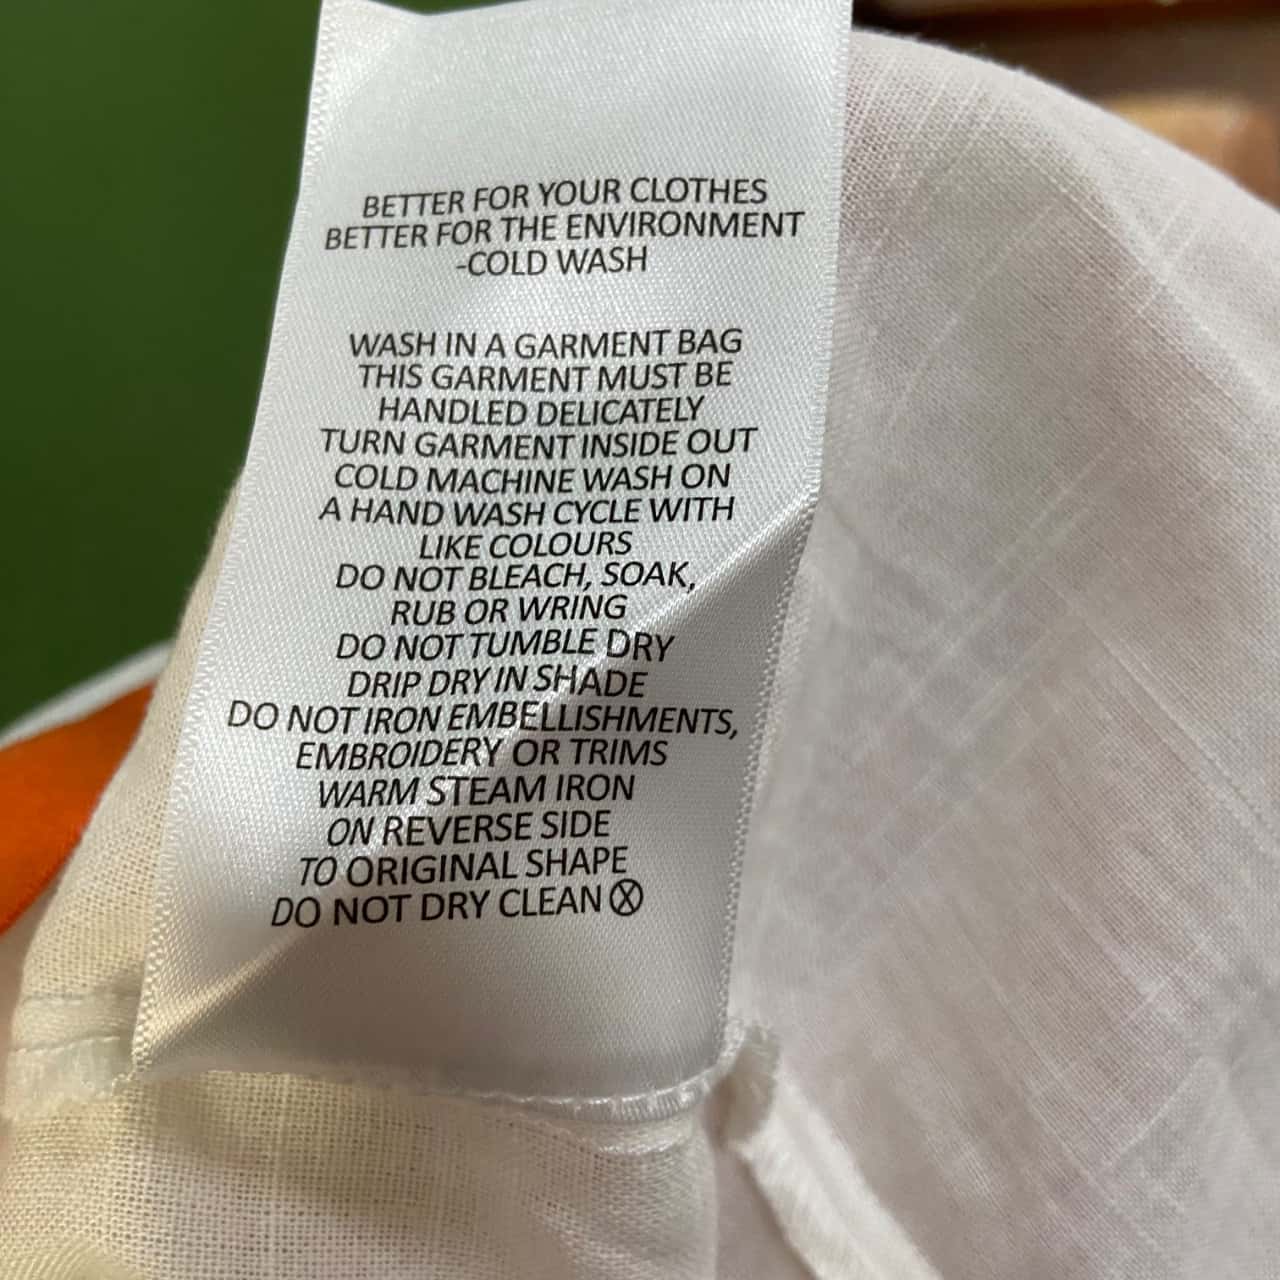 BETTER FOR YOUR CLOTHES
BETTER FOR THE ENVIRONMENT
-COLD WASH
WASH IN A GARMENT BAG
THIS GARMENT MUST BE
HANDLED DELICATELY
TURN GARMENT INSIDE OUT
COLD MACHINE WASH ON
A HAND WASH CYCLE WITH
LIKE COLOURS
DO NOT BLEACH, SOAK,
RUB OR WRING
DO NOT TUMBLE DRY
DRIP DRY IN SHADE
DO NOT IRON EMBELLISHMENTS,
EMBROIDERY OR TRIMS
WARM STEAM IRON
ON REVERSE SIDE
TO ORIGINAL SHAPE
DO NOT DRY CLEAN Ⓧ